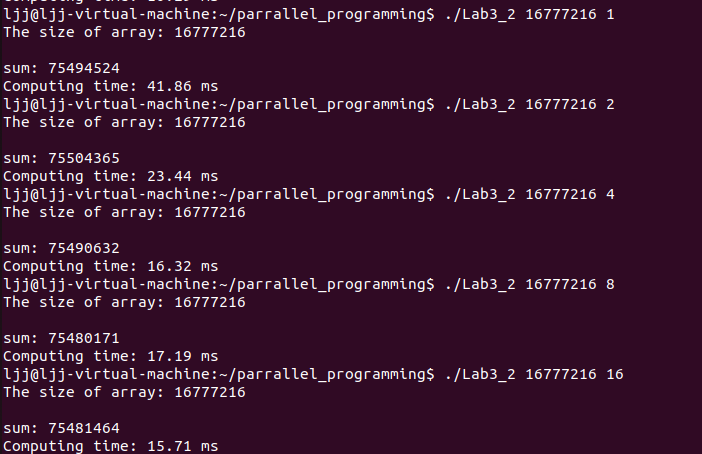 ljj@ljj-virtual-machine:~/parrallel_programming$ ./Lab3_2 16777216 1
The size of array: 16777216
sum: 75494524
Computing time: 41.86 ms
ljj@ljj-virtual-machine:~/parrallel_programming$ ./Lab3_2 16777216 2
The size of array: 16777216
sum: 75504365
Computing time: 23.44 ms
ljj@ljj-virtual-machine:~/parrallel_programming$ ./Lab3_2 16777216 4
The size of array: 16777216
sum: 75490632
Computing time: 16.32 ms
ljj@ljj-virtual-machine:~/parrallel_programming$ ./Lab3_2 16777216 8
The size of array: 16777216
sum: 75480171
Computing time: 17.19 ms
ljj@ljj-virtual-machine:~/parrallel_programming$ ./Lab3_2 16777216 16
The size of array: 16777216
sum: 75481464
Computing time: 15.71 ms